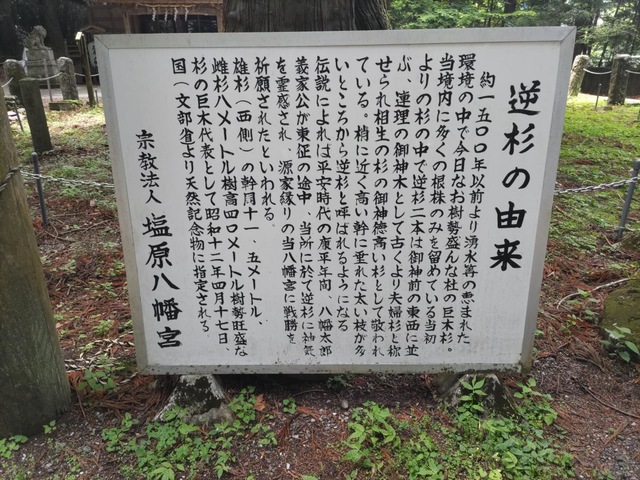 逆杉の由来
約一五〇〇年以前より湧水等の恵まれた
環境の中で今日なお樹勢盛んな杜の巨木杉。
当境内に多くの根株のみを留めている当初
よりの杉の中で逆杉二本は御神前の東西に並
ぶ、連理の御神木として古くより夫婦杉と称
せられ相生の杉の御神徳高い杉として敬われ
ている。梢に近く高い幹に垂れた太い枝が多
いところから逆杉と呼ばれるようになる
伝説によれば平安時代の康平年間、八幡太郎
義家公が東征の途中、当所に於て逆杉に神気
を霊惑され、源家縁りの当八幡宮に戦勝を
祈願されたといわれる。
雄杉(西側)の幹周十一、五メートル、
雌杉八メートル樹高四〇メートル樹勢旺盛な
杉の巨木代表として昭和十二年四月十七日、
国(文部省より天然記念物に指定される。
宗教法人 塩原八幡宮